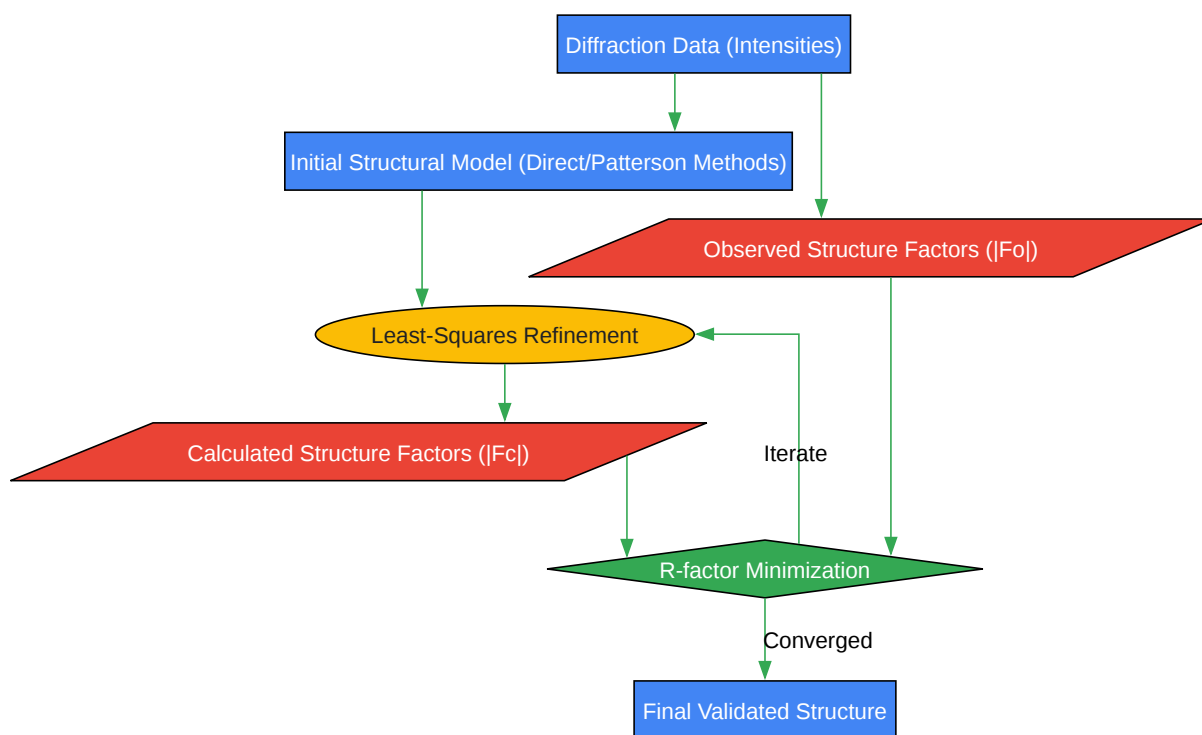 Diffraction Data (Intensities)
Initial Structural Model (Direct/Patterson Methods)
Observed Structure Factors (|Fo|)
Least-Squares Refinement
Calculated Structure Factors (|Fc|)
Iterate
R-factor Minimization
Converged
Final Validated Structure